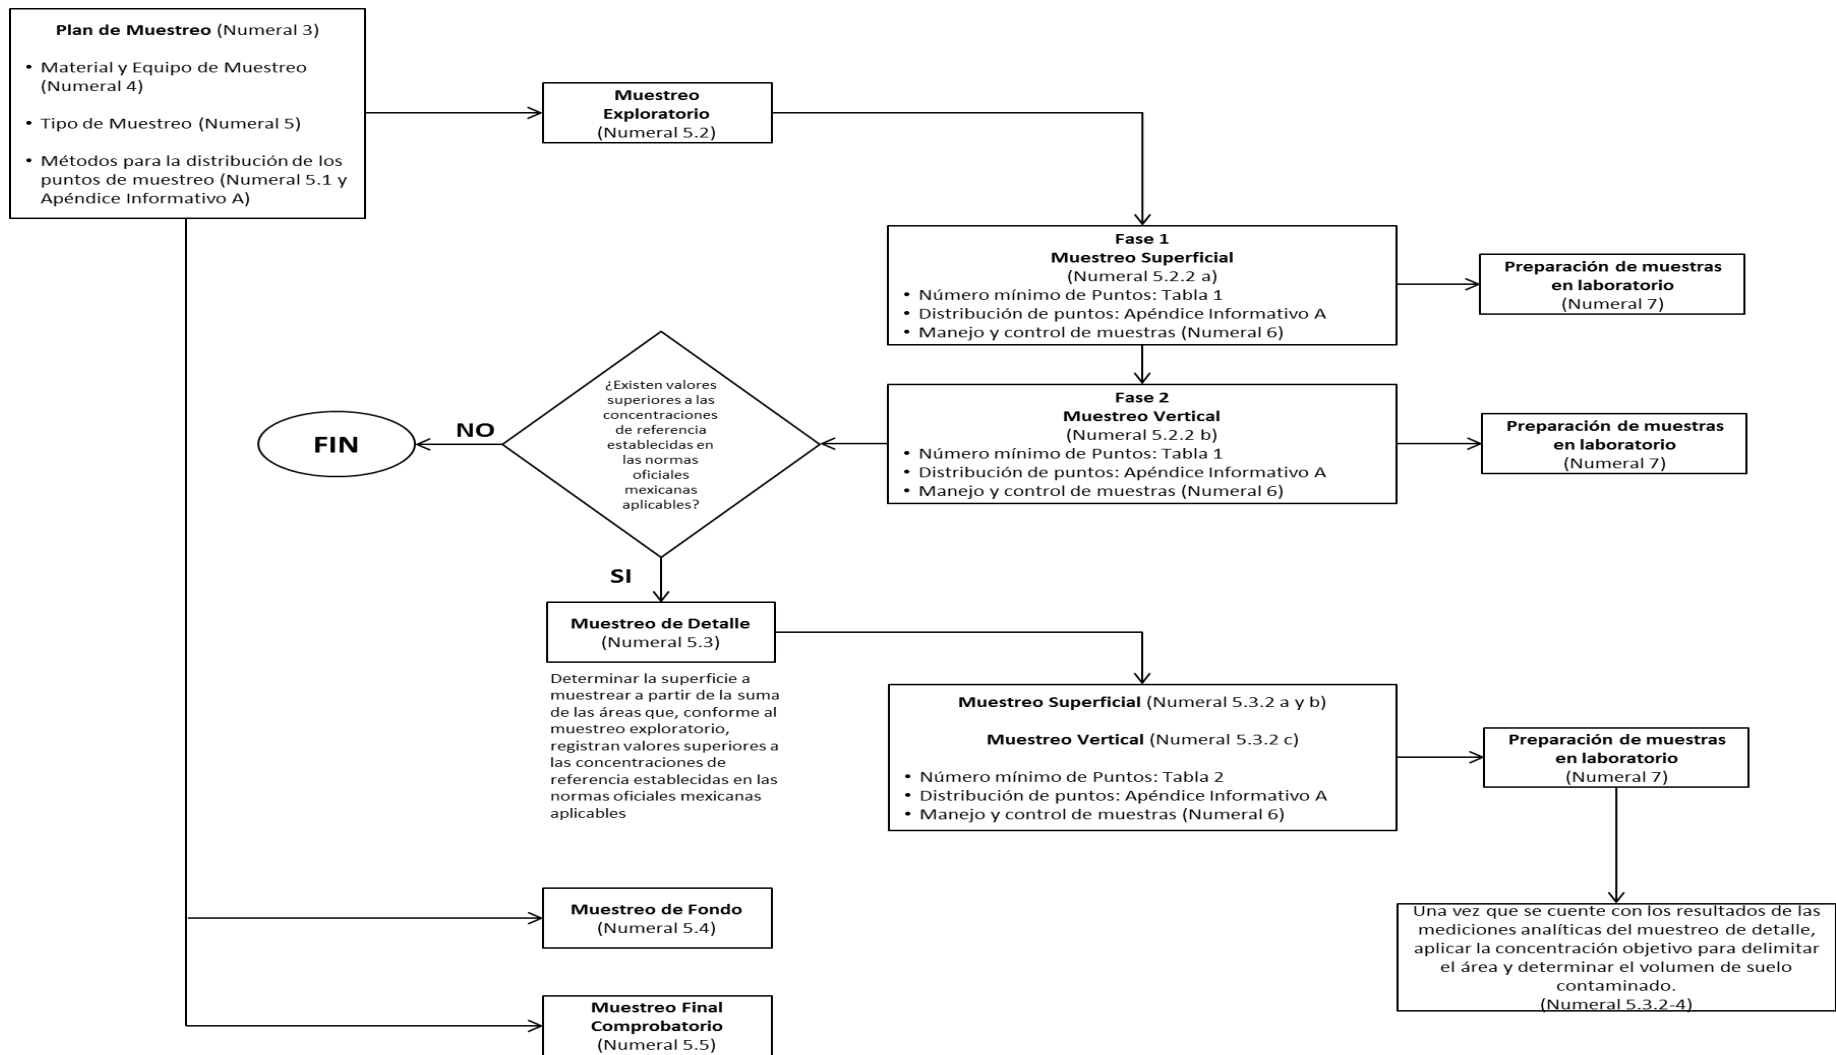 Plan de Muestreo (Numeral 3)
• Material y Equipo de Muestreo
(Numeral 4)
• Tipo de Muestreo (Numeral 5)
• Métodos para la distribución de los
puntos de muestreo (Numeral 5.1 y
Apéndice Informativo A)
Muestreo
Exploratorio
(Numeral 5.2)
Fase 1
Muestreo Superficial
(Numeral 5.2.2 a)
• Número mínimo de Puntos: Tabla 1
• Distribución de puntos: Apéndice Informativo A
• Manejo y control de muestras (Numeral 6)
Preparación de muestras
en laboratorio
(Numeral 7)
Fase 2
Muestreo Vertical
(Numeral 5.2.2 b)
• Número mínimo de Puntos: Tabla 1
• Distribución de puntos: Apéndice Informativo A
• Manejo y control de muestras (Numeral 6)
Preparación de muestras
en laboratorio
(Numeral 7)
¿Existen valores
superiores a las
concentraciones
de referencia
establecidas en
las normas
oficiales
mexicanas
aplicables?
NO
FIN
SI
Muestreo de Detalle
(Numeral 5.3)
Determinar la superficie a
muestrear a partir de la suma
de las áreas que, conforme al
muestreo exploratorio,
registran valores superiores a
las concentraciones de
referencia establecidas en las
normas oficiales mexicanas
aplicables
Muestreo Superficial (Numeral 5.3.2 a y b)
Muestreo Vertical (Numeral 5.3.2 c)
• Número mínimo de Puntos: Tabla 2
• Distribución de puntos: Apéndice Informativo A
• Manejo y control de muestras (Numeral 6)
Preparación de muestras
en laboratorio
(Numeral 7)
Una vez que se cuente con los resultados de las
mediciones analíticas del muestreo de detalle,
aplicar la concentración objetivo para delimitar
el área y determinar el volumen de suelo
contaminado.
(Numeral 5.3.2-4)
Muestreo de Fondo
(Numeral 5.4)
Muestreo Final
Comprobatorio
(Numeral 5.5)